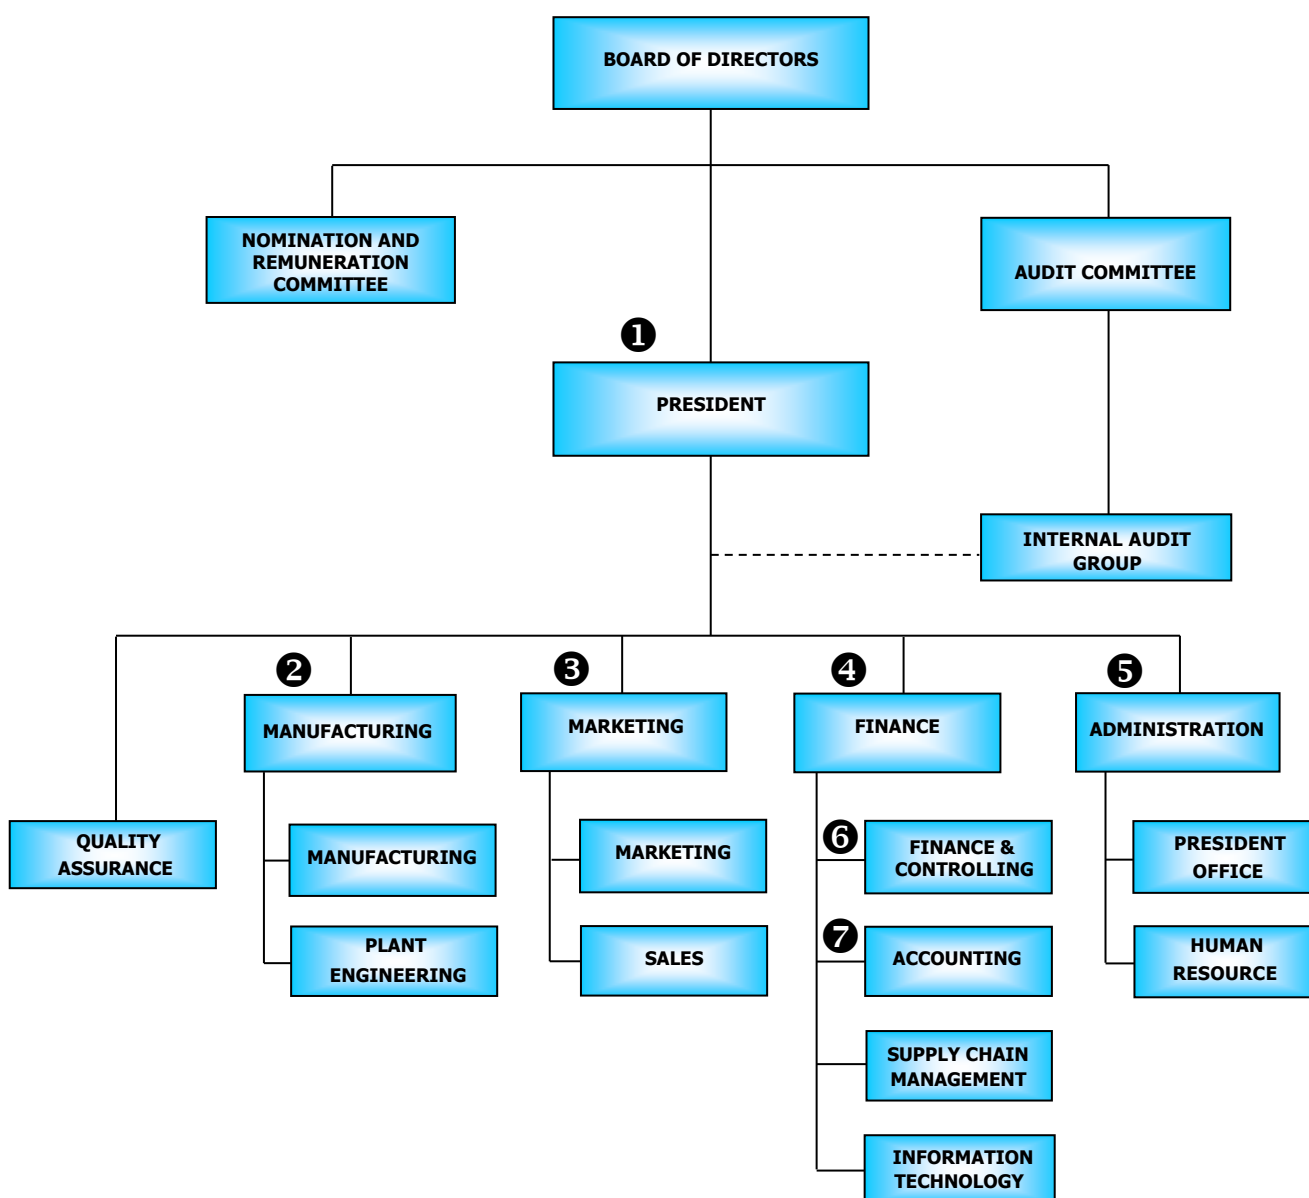 BOARD OF DIRECTORS
NOMINATION AND
REMUNERATION
COMMITTEE
AUDIT COMMITTEE
❶
PRESIDENT
INTERNAL AUDIT
GROUP
❷
MANUFACTURING
❸
MARKETING
❹
FINANCE
❺
ADMINISTRATION
QUALITY
ASSURANCE
MANUFACTURING
MARKETING
❻
FINANCE &
CONTROLLING
PRESIDENT
OFFICE
PLANT
ENGINEERING
SALES
❼
ACCOUNTING
HUMAN
RESOURCE
SUPPLY CHAIN
MANAGEMENT
INFORMATION
TECHNOLOGY